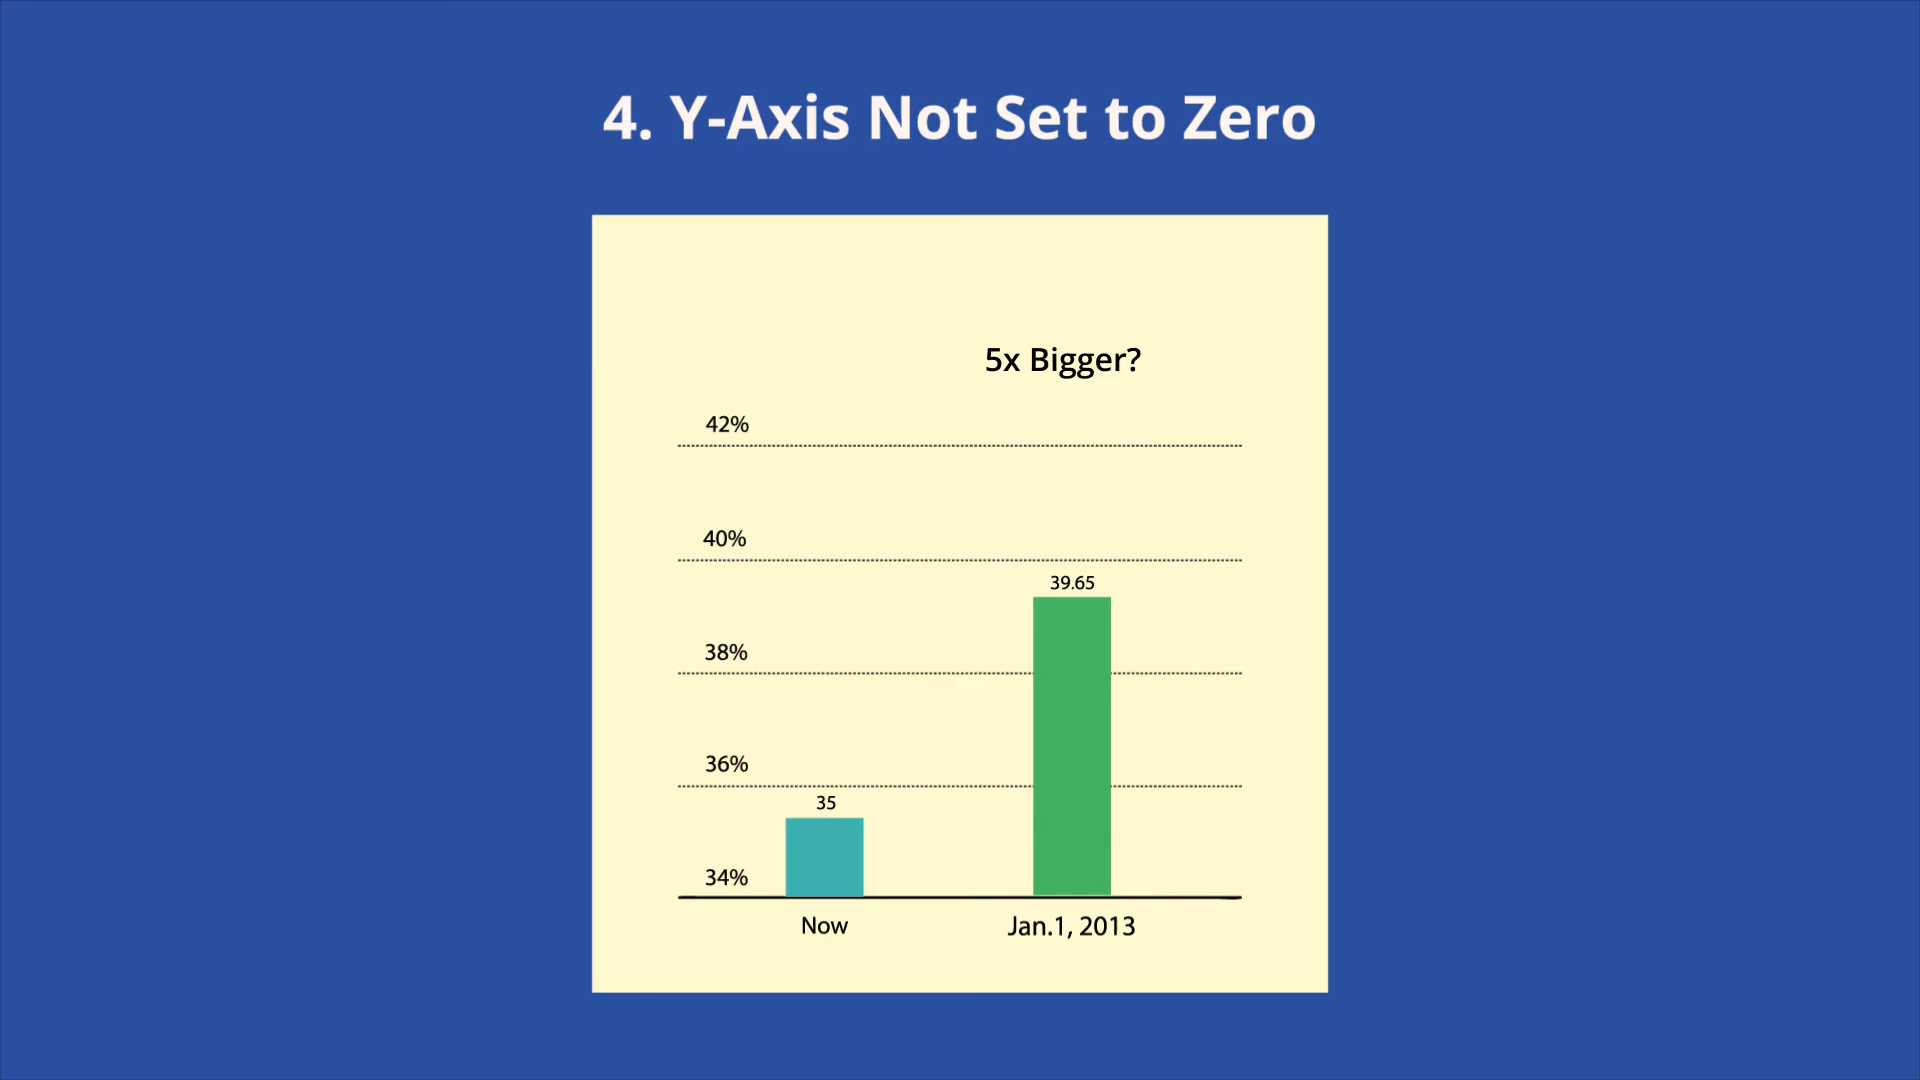 4. Y-Axis Not Set to Zero
5x Bigger?
42%
40%
39.65
38%
36%
35
34%
Now Jan.1, 2013